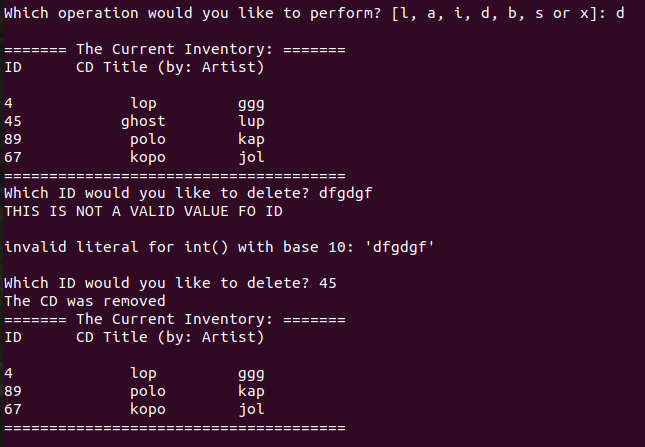 Which operation would you like to perform? [l, a, i, d, b, s or x]: d
======= The Current Inventory: =======
ID      CD Title (by: Artist)
4             lop         ggg
45           ghost        lup
89            polo        kap
67            kopo        jol
======================================
Which ID would you like to delete? dfgdgf
THIS IS NOT A VALID VALUE FO ID
invalid literal for int() with base 10: 'dfgdgf'
Which ID would you like to delete? 45
The CD was removed
======= The Current Inventory: =======
ID      CD Title (by: Artist)
4             lop         ggg
89            polo        kap
67            kopo        jol
======================================